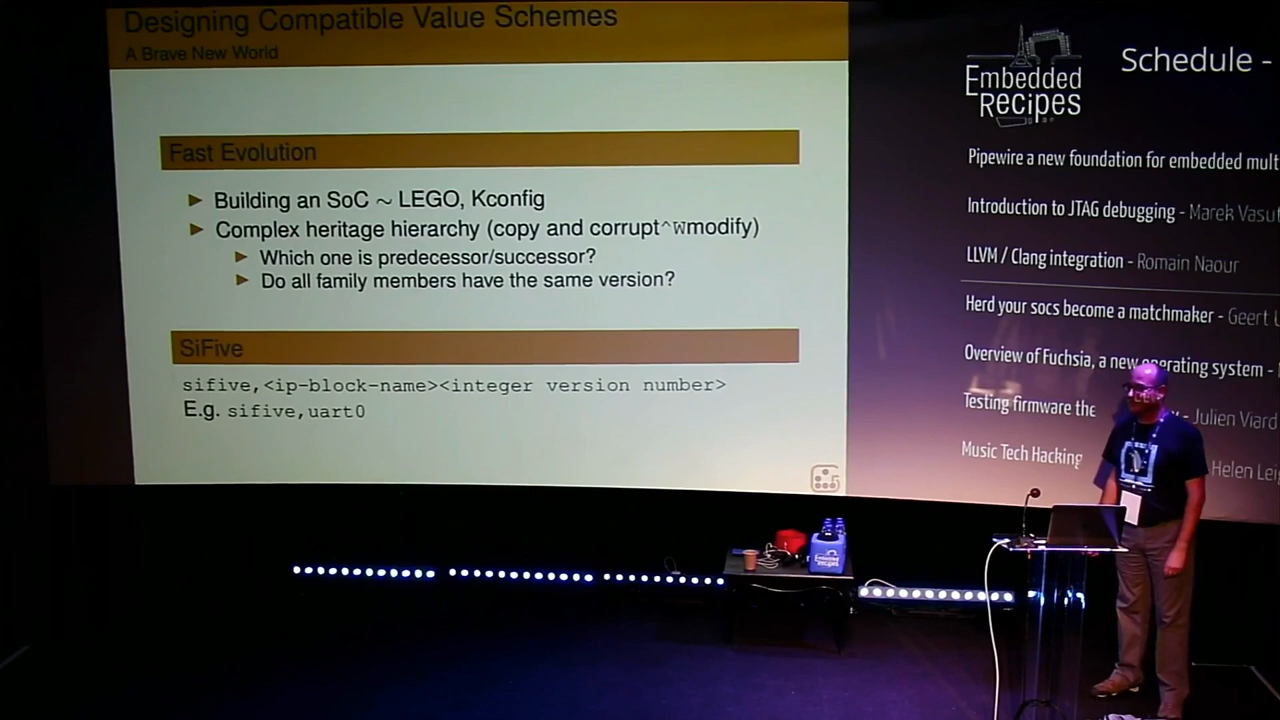 Designing Compatible Value Schemes
A Brave New World
Fast Evolution
Building an SoC ~ LEGO, Kconfig
Complex heritage hierarchy (copy and corrupt^Wmodify)
Which one is predecessor/successor?
Do all family members have the same version?
SiFive
sifive,<ip-block-name><integer version number>
E.g. sifive,uart0
Embedded
Recipes
Schedule -
Pipewire a new foundation for embedded mult
Introduction to JTAG debugging - Marek Vasu
LLVM / Clang integration - Romain Naour
Herd your socs become a matchmaker - Geert
Overview of Fuchsia, a new operating system -
Testing firmware the - Julien Viard
Music Tech Hacking Helen Lei
Embedded
Recipes